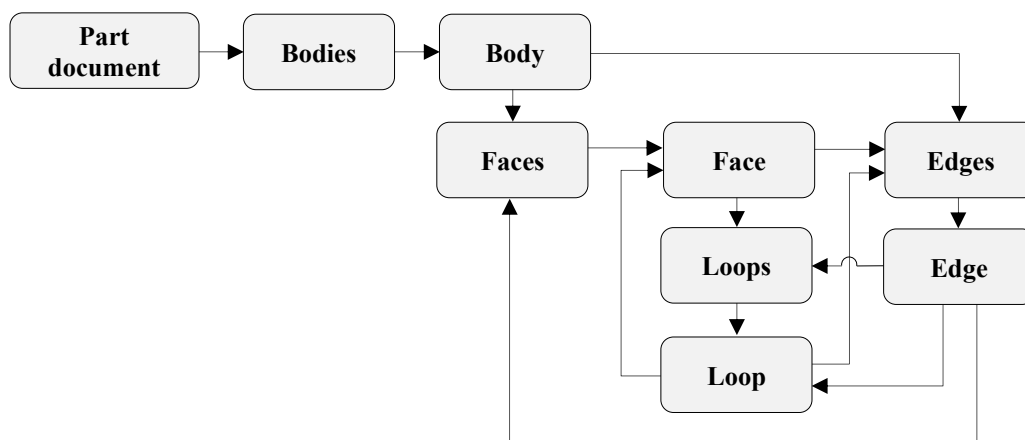 Part
document
Bodies
Body
Faces
Face
Edges
Loops
Edge
Loop